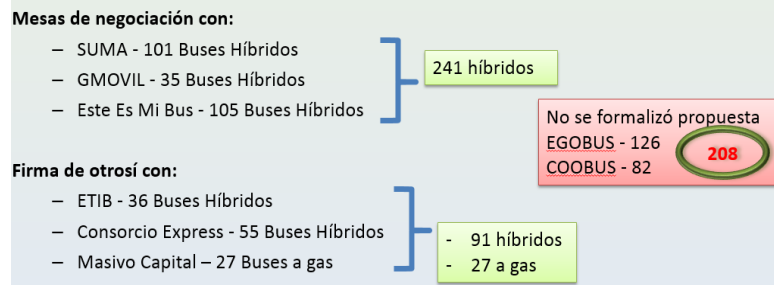 Mesas de negociación con:
– SUMA - 101 Buses Híbridos
– GMOVIL - 35 Buses Híbridos
– Este Es Mi Bus - 105 Buses Híbridos
241 híbridos
No se formalizó propuesta
EGOBUS - 126
COOBUS - 82
208
Firma de otrosí con:
– ETIB - 36 Buses Híbridos
– Consorcio Express - 55 Buses Híbridos
– Masivo Capital – 27 Buses a gas
- 91 híbridos
- 27 a gas